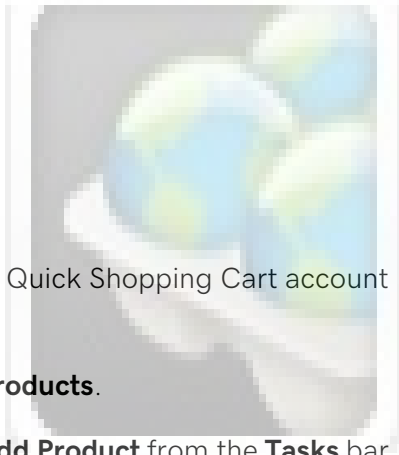 Quick Shopping Cart account
roducts.
dd Product from the Tasks bar